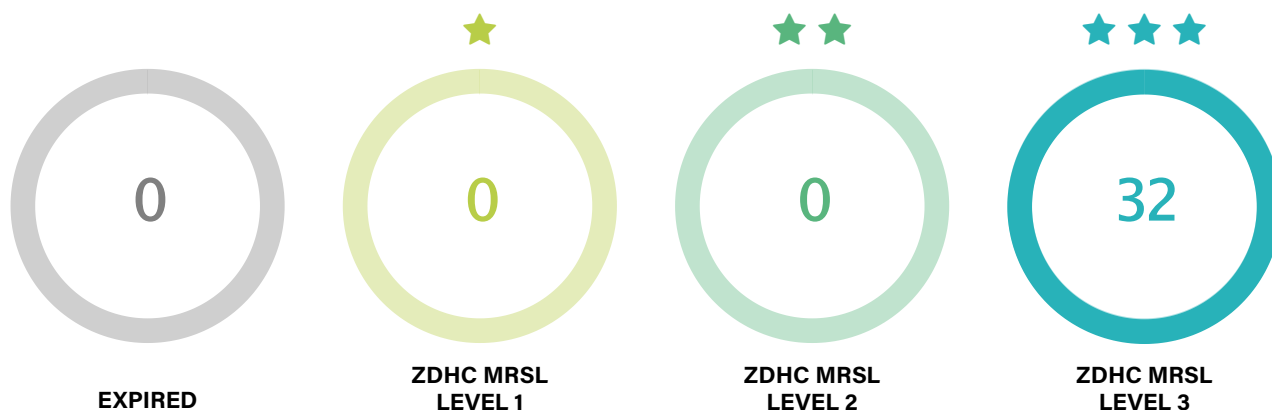 0
0
0
32
EXPIRED
ZDHC MRSL
LEVEL 1
ZDHC MRSL
LEVEL 2
ZDHC MRSL
LEVEL 3